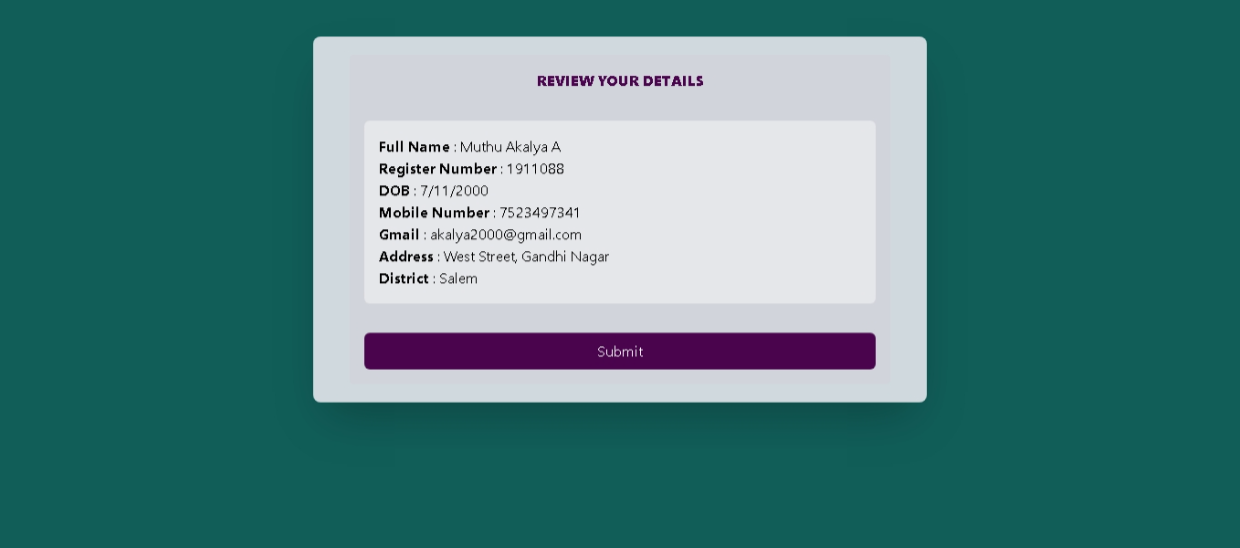 REVIEW YOUR DETAILS
Full Name : Muthu Akalya A
Register Number : 1911088
DOB : 7/11/2000
Mobile Number : 7523497341
Gmail : akalya2000@gmail.com
Address : West Street, Gandhi Nagar
District : Salem
Submit